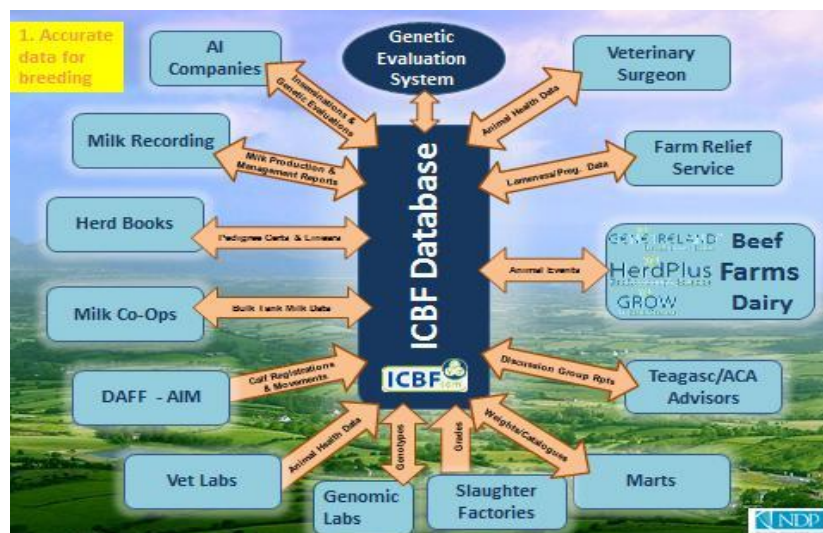 1. Accurate
data for
breeding
AI
Companies
Genetic
Evaluation
System
Veterinary
Surgeon
Inseminations &
Genetic Evaluations
Animal Health Data
Milk Recording
Milk Production &
Management Reports
Farm Relief
Service
Lameness/Preg. Data
ICBF Database
Herd Books
Pedigree Certs & Linears
GENE IRELAND
HerdPlus
GROW
Beef
Farms
Dairy
Animal Events
Milk Co-Ops
Bulk Tank Milk Data
DAFF - AIM
Calf Registrations
& Movements
ICBF
.com
Discussion Group Rpts
Teagasc/ACA
Advisors
Vet Labs
Animal Health Data
Genotypes
Genomic
Labs
Grades
Slaughter
Factories
Weights/Catalogues
Marts
NDP